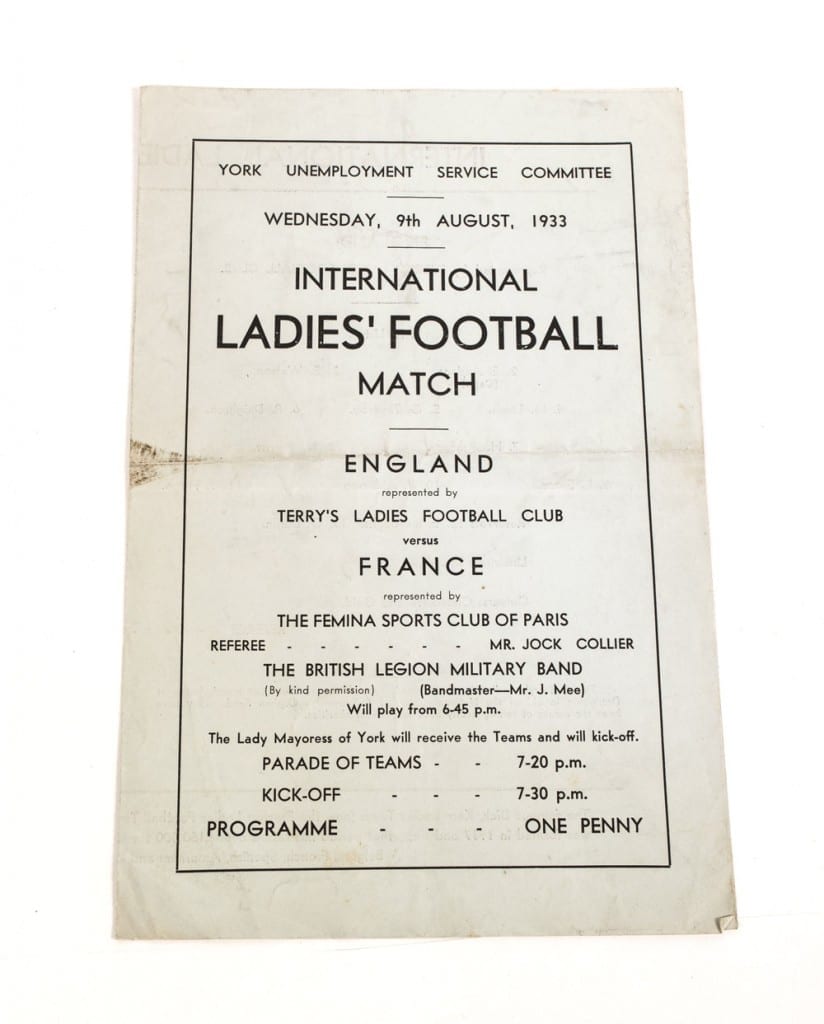 YORK UNEMPLOYMENT SERVICE COMMITTEE
WEDNESDAY, 9th AUGUST, 1933
INTERNATIONAL
LADIES' FOOTBALL
MATCH
ENGLAND
represented by
TERRY'S LADIES FOOTBALL CLUB
versus
FRANCE
represented by
THE FEMINA SPORTS CLUB OF PARIS
REFEREE - - - - - - MR. JOCK COLLIER
THE BRITISH LEGION MILITARY BAND
(By kind permission) (Bandmaster—Mr. J. Mee)
Will play from 6-45 p.m.
The Lady Mayoress of York will receive the Teams and will kick-off.
PARADE OF TEAMS - - 7-20 p.m.
KICK-OFF - - - 7-30 p.m.
PROGRAMME - - - ONE PENNY